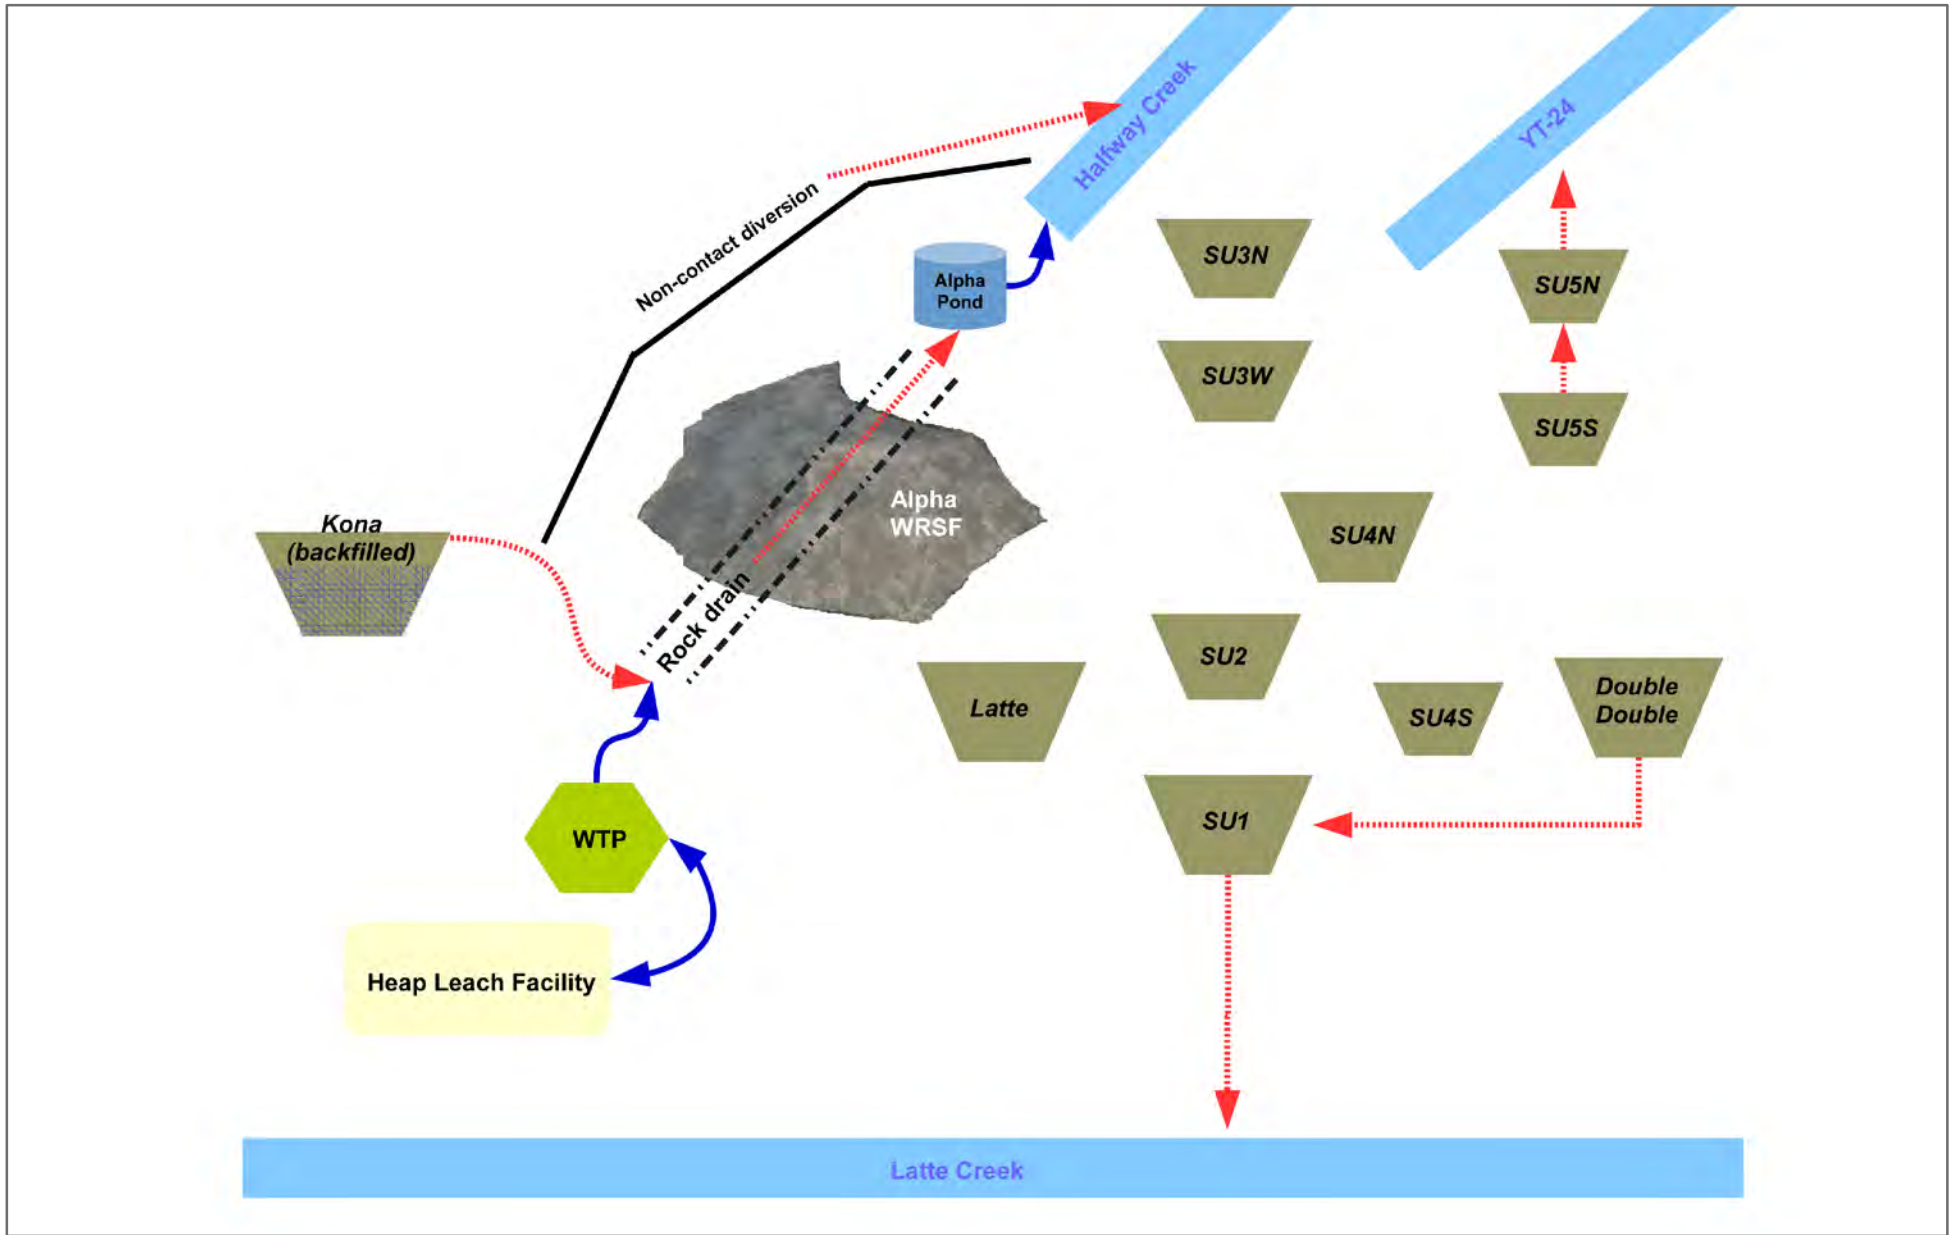 Halfway Creek
YT-24
Non-contact diversion
SU3N
SU5N
Alpha
Pond
SU3W
SU5S
Alpha
WRSF
Kona
(backfilled)
SU4N
Rock drain
SU2
Latte
SU4S
Double
Double
SU1
WTP
Heap Leach Facility
Latte Creek